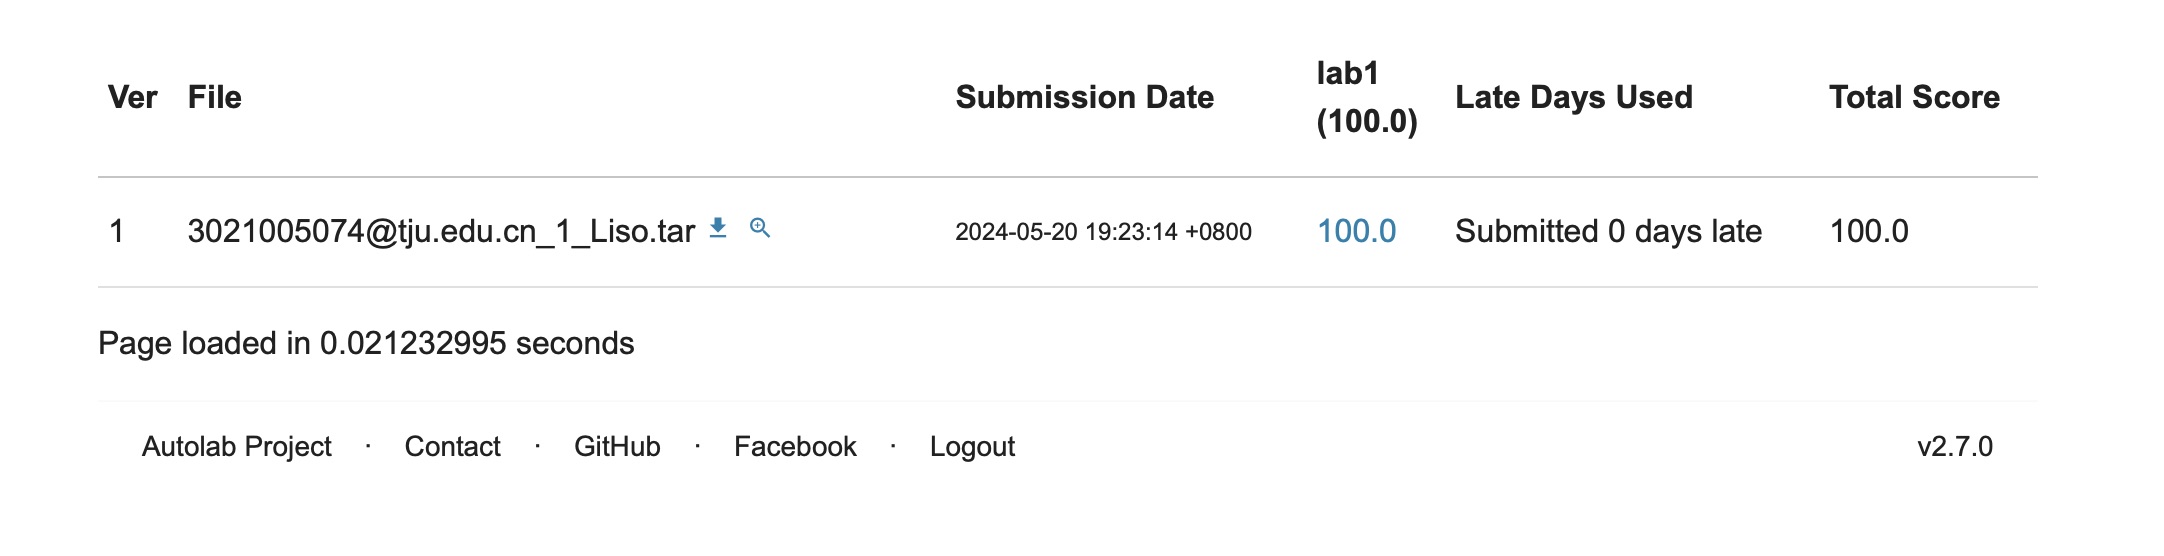 Ver File Submission Date lab1 (100.0) Late Days Used Total Score
1 3021005074@tju.edu.cn_1_Liso.tar 2024-05-20 19:23:14 +0800 100.0 Submitted 0 days late 100.0
Page loaded in 0.021232995 seconds
Autolab Project · Contact · GitHub · Facebook · Logout v2.7.0